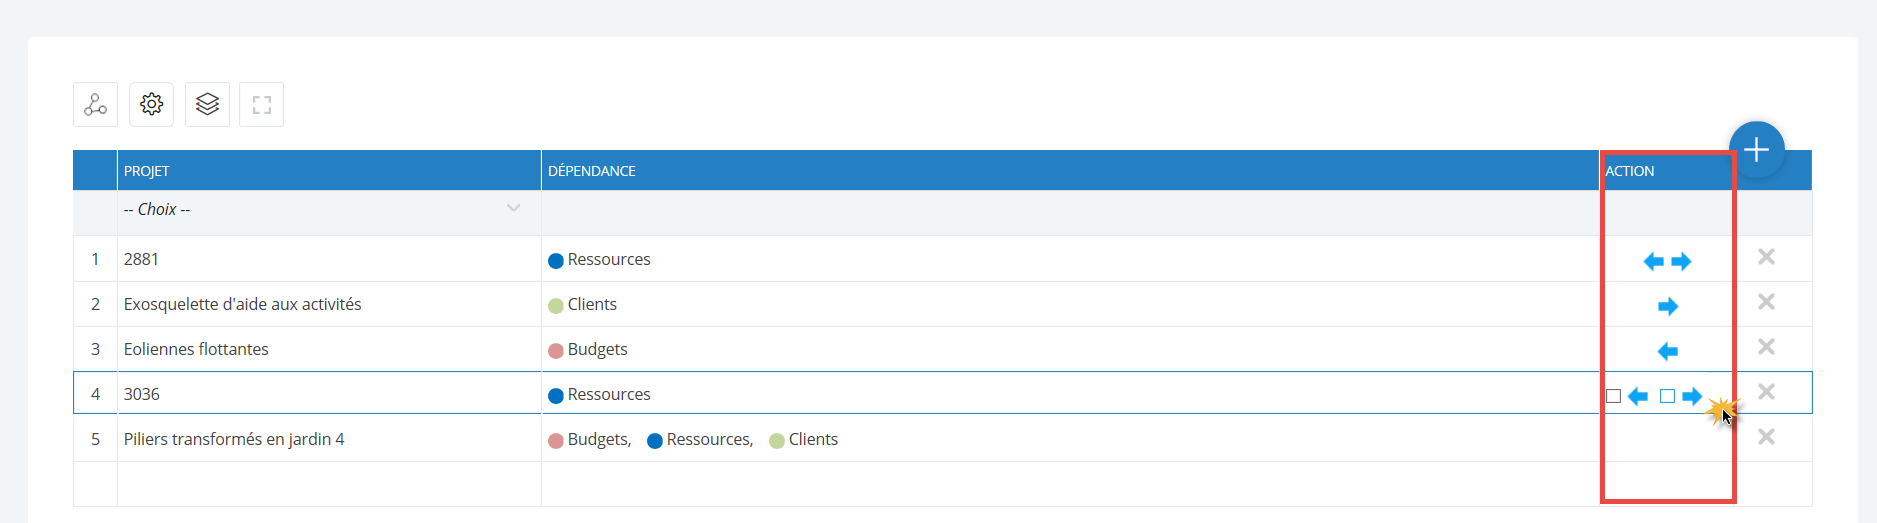 PROJET DÉPENDANCE ACTION
-- Choix --
1 2881 Ressources
2 Exosquelette d'aide aux activités Clients
3 Eoliennes flottantes Budgets
4 3036 Ressources
5 Piliers transformés en jardin 4 Budgets, Ressources, Clients